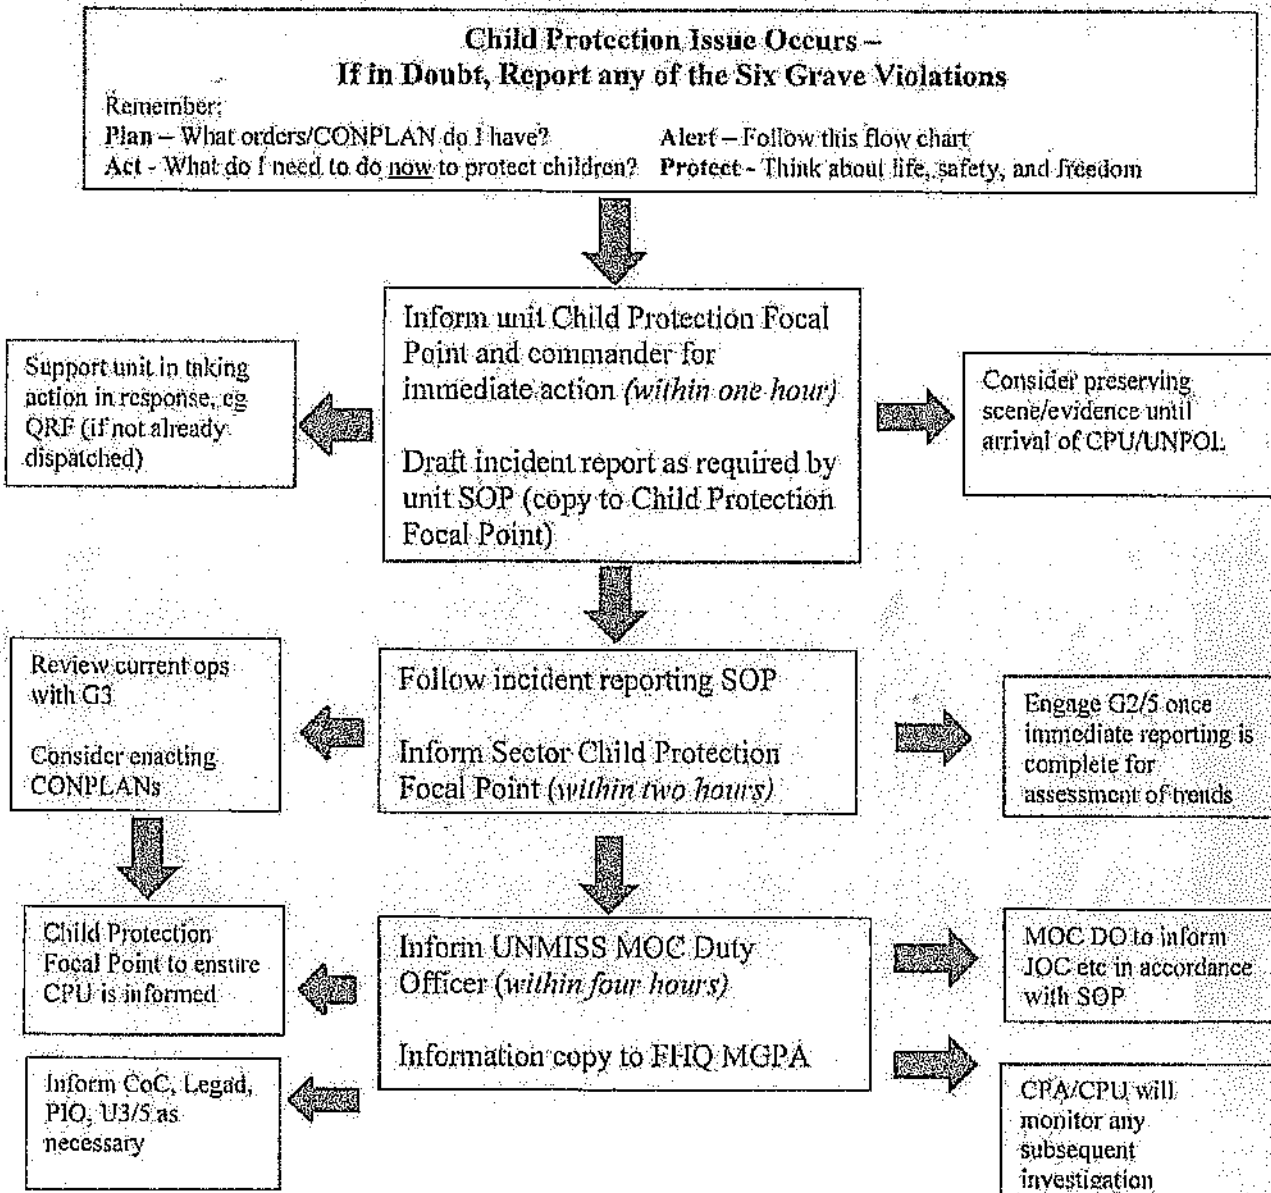 Child Protection Issue Occurs –
If in Doubt, Report any of the Six Grave Violations
Remember:
Plan – What orders/CONPLAN do I have? Alert – Follow this flow chart
Act - What do I need to do now to protect children? Protect - Think about life, safety, and freedom
Inform unit Child Protection Focal
Point and commander for
immediate action (within one hour)
Draft incident report as required by
unit SOP (copy to Child Protection
Focal Point)
Support unit in taking
action in response, eg
QRF (if not already
dispatched)
Consider preserving
scene/evidence until
arrival of CPU/UNPOL
Follow incident reporting SOP
Inform Sector Child Protection
Focal Point (within two hours)
Review current ops
with G3
Consider enacting
CONPLANs
Engage G2/5 once
immediate reporting is
complete for
assessment of trends
Inform UNMISS MOC Duty
Officer (within four hours)
Information copy to FHQ MGPA
Child Protection
Focal Point to ensure
CPU is informed
MOC DO to inform
JOC etc in accordance
with SOP
Inform CoC, Legad,
PIO, U3/5 as
necessary
CPA/CPU will
monitor any
subsequent
investigation